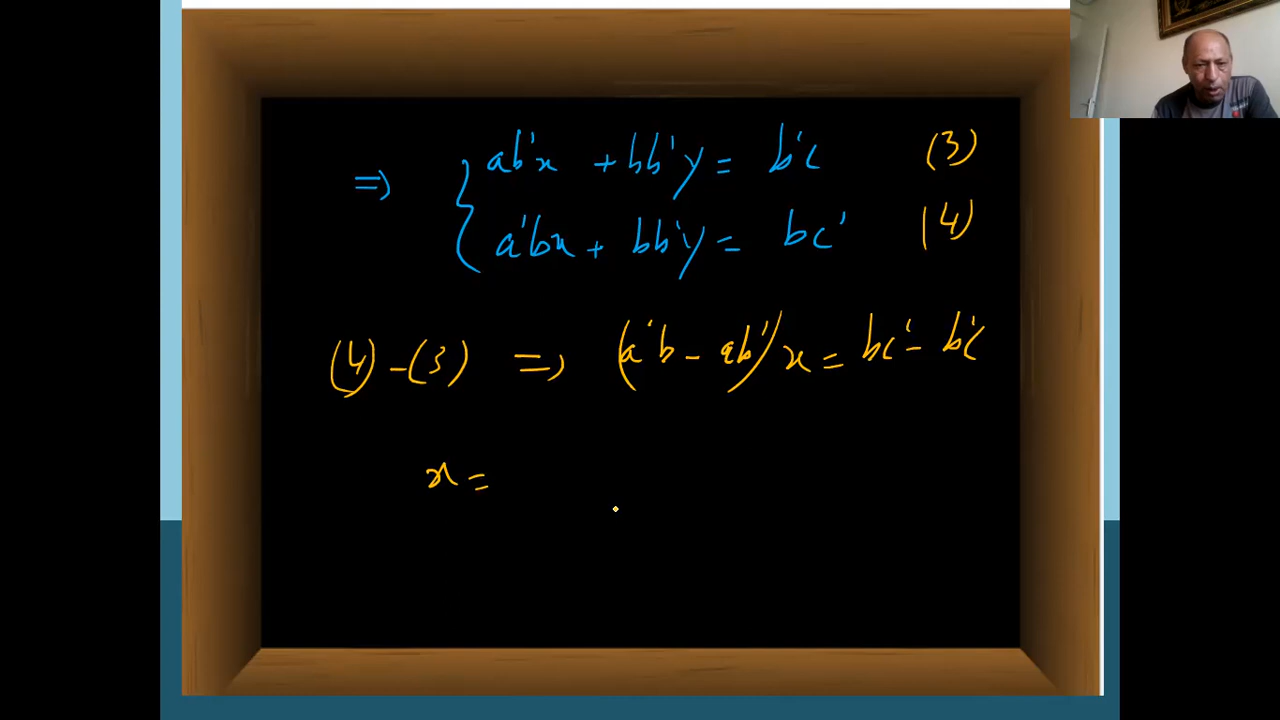 => { ab'x + bb'y = b'c (3)
a'bx + bb'y = bc' (4)
(4) - (3) => (a'b - ab')x = bc' - b'c
x =